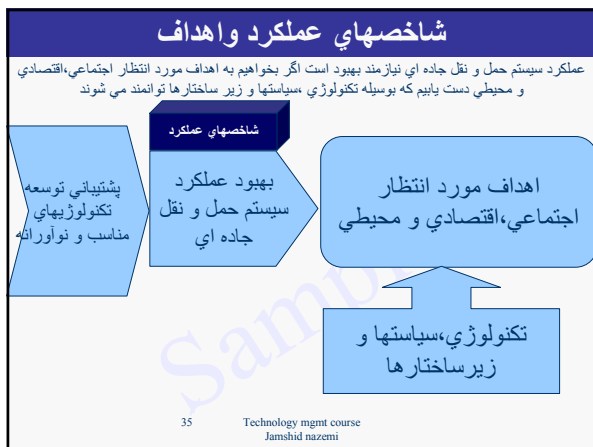 شاخصهاي عملكرد واهداف
عملكرد سيستم حمل و نقل جاده اي نيازمند بهبود است اگر بخواهيم به اهداف مورد انتظار اجتماعي،اقتصادي
و محيطي دست يابيم كه بوسيله تكنولوژي ،سياستها و زير ساختارها توانمند مي شوند
شاخصهاي عملكرد
پشتيباني توسعه
تكنولوژيهاي
مناسب و نوآورانه
بهبود عملكرد
سيستم حمل و نقل
جاده اي
اهداف مورد انتظار
اجتماعي،اقتصادي و محيطي
تكنولوژي،سياستها و
زيرساختارها
Sample
35
Technology mgmt course
Jamshid nazemi